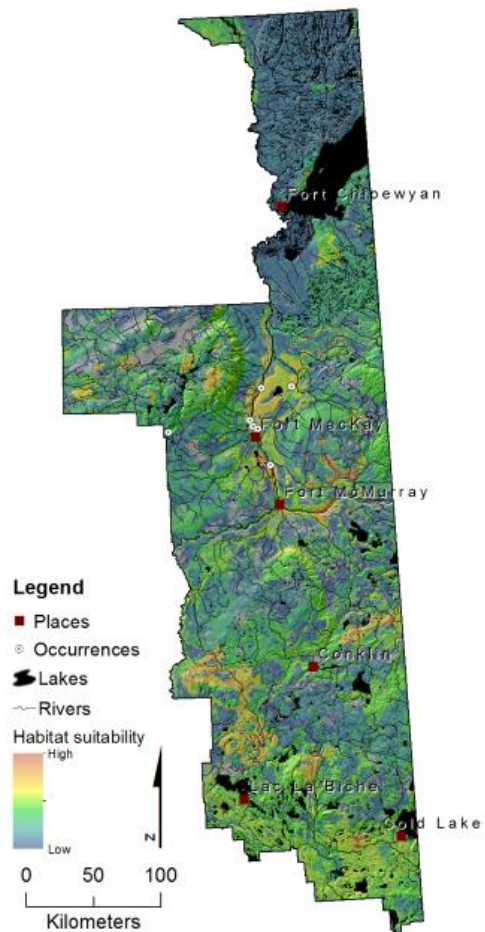 Fort Chipewyan
Fort MacKay
Fort McMurray
Legend
Places
Occurrences
Lakes
Rivers
Habitat suitability
High
Low
Z
0 50 100
Kilometers
Conklin
Lac La Biche
Cold Lake